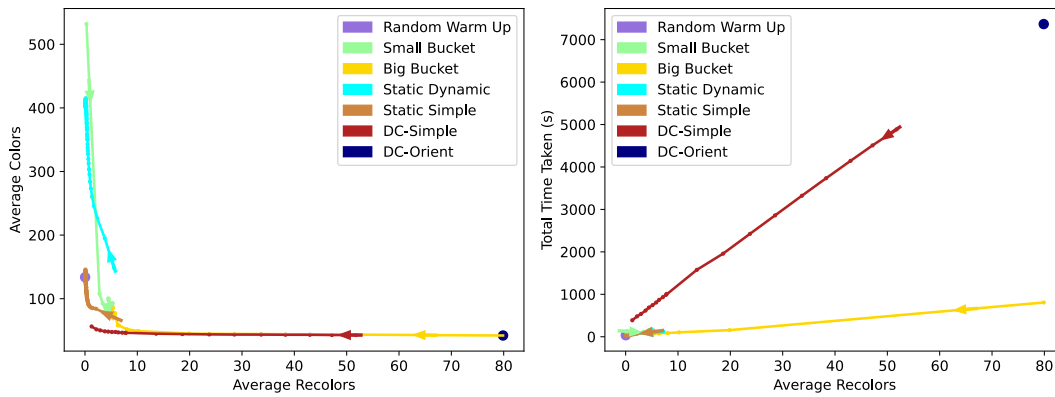 500
400
300
200
100
Average Colors
0
10
20
30
40
50
60
70
80
Average Recolors
Random Warm Up
Small Bucket
Big Bucket
Static Dynamic
Static Simple
DC-Simple
DC-Orient
7000
6000
5000
4000
3000
2000
1000
0
Total Time Taken (s)
0
10
20
30
40
50
60
70
80
Average Recolors
Random Warm Up
Small Bucket
Big Bucket
Static Dynamic
Static Simple
DC-Simple
DC-Orient